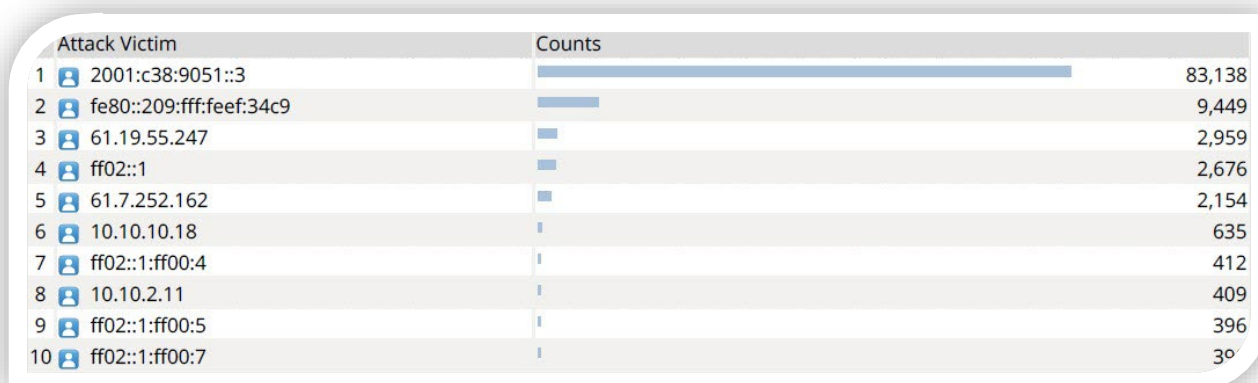 Attack Victim Counts
1 2001:c38:9051::3 83,138
2 fe80::209:fff:feef:34c9 9,449
3 61.19.55.247 2,959
4 ff02::1 2,676
5 61.7.252.162 2,154
6 10.10.10.18 635
7 ff02::1:ff00:4 412
8 10.10.2.11 409
9 ff02::1:ff00:5 396
10 ff02::1:ff00:7